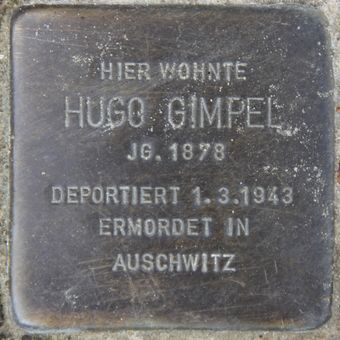 HIER WOHNTE
HUGO GIMPEL
JG. 1878
DEPORTIERT 1.3.1943
ERMORDET IN
AUSCHWITZ